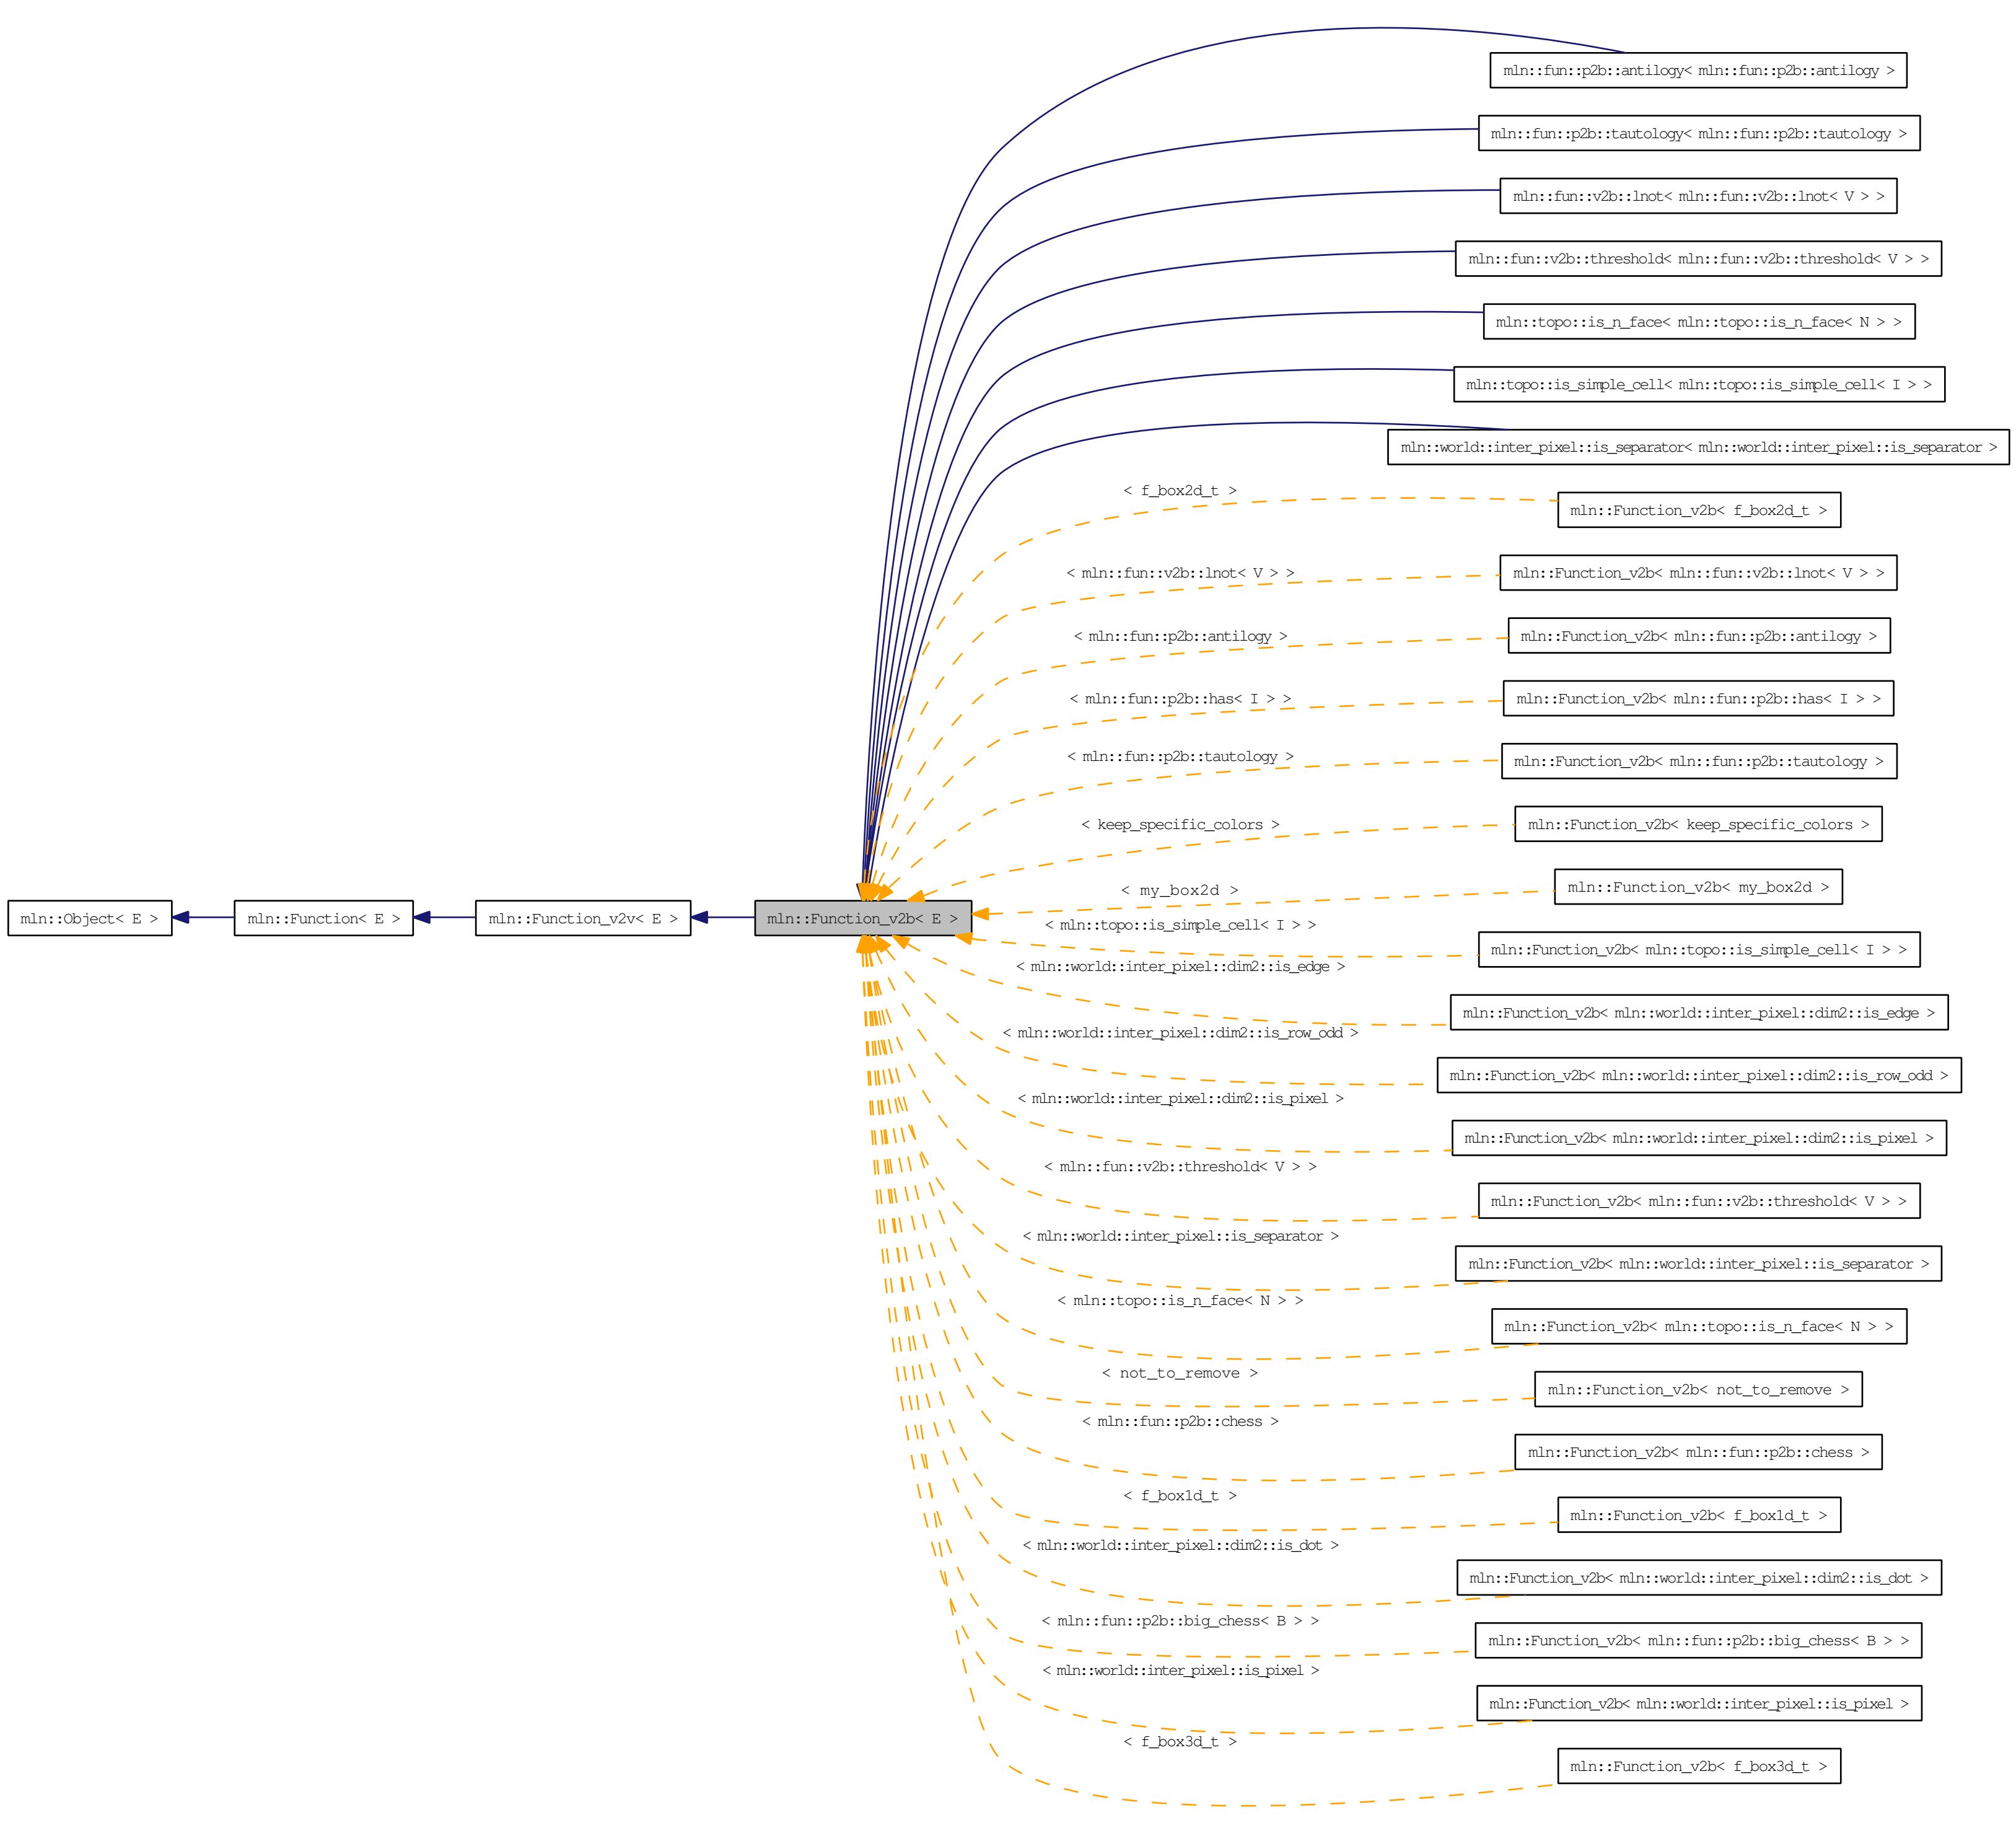 mln::fun::p2b::antilogy< mln::fun::p2b::antilogy >
mln::fun::p2b::tautology< mln::fun::p2b::tautology >
mln::fun::v2b::lnot< mln::fun::v2b::lnot< V > >
mln::fun::v2b::threshold< mln::fun::v2b::threshold< V > >
mln::topo::is_n_face< mln::topo::is_n_face< N > >
mln::topo::is_simple_cell< mln::topo::is_simple_cell< I > >
mln::world::inter_pixel::is_separator< mln::world::inter_pixel::is_separator >
< f_box2d_t >
mln::Function_v2b< f_box2d_t >
< mln::fun::v2b::lnot< V > >
mln::Function_v2b< mln::fun::v2b::lnot< V > >
< mln::fun::p2b::antilogy >
mln::Function_v2b< mln::fun::p2b::antilogy >
< mln::fun::p2b::has< I > >
mln::Function_v2b< mln::fun::p2b::has< I > >
< mln::fun::p2b::tautology >
mln::Function_v2b< mln::fun::p2b::tautology >
< keep_specific_colors >
mln::Function_v2b< keep_specific_colors >
< my_box2d >
mln::Function_v2b< my_box2d >
mln::Object< E >
mln::Function< E >
mln::Function_v2v< E >
mln::Function_v2b< E >
< mln::topo::is_simple_cell< I > >
mln::Function_v2b< mln::topo::is_simple_cell< I > >
< mln::world::inter_pixel::dim2::is_edge >
mln::Function_v2b< mln::world::inter_pixel::dim2::is_edge >
< mln::world::inter_pixel::dim2::is_row_odd >
mln::Function_v2b< mln::world::inter_pixel::dim2::is_row_odd >
< mln::world::inter_pixel::dim2::is_pixel >
mln::Function_v2b< mln::world::inter_pixel::dim2::is_pixel >
< mln::fun::v2b::threshold< V > >
mln::Function_v2b< mln::fun::v2b::threshold< V > >
< mln::world::inter_pixel::is_separator >
mln::Function_v2b< mln::world::inter_pixel::is_separator >
< mln::topo::is_n_face< N > >
mln::Function_v2b< mln::topo::is_n_face< N > >
< not_to_remove >
mln::Function_v2b< not_to_remove >
< mln::fun::p2b::chess >
mln::Function_v2b< mln::fun::p2b::chess >
< f_box1d_t >
mln::Function_v2b< f_box1d_t >
< mln::world::inter_pixel::dim2::is_dot >
mln::Function_v2b< mln::world::inter_pixel::dim2::is_dot >
< mln::fun::p2b::big_chess< B > >
mln::Function_v2b< mln::fun::p2b::big_chess< B > >
< mln::world::inter_pixel::is_pixel >
mln::Function_v2b< mln::world::inter_pixel::is_pixel >
< f_box3d_t >
mln::Function_v2b< f_box3d_t >